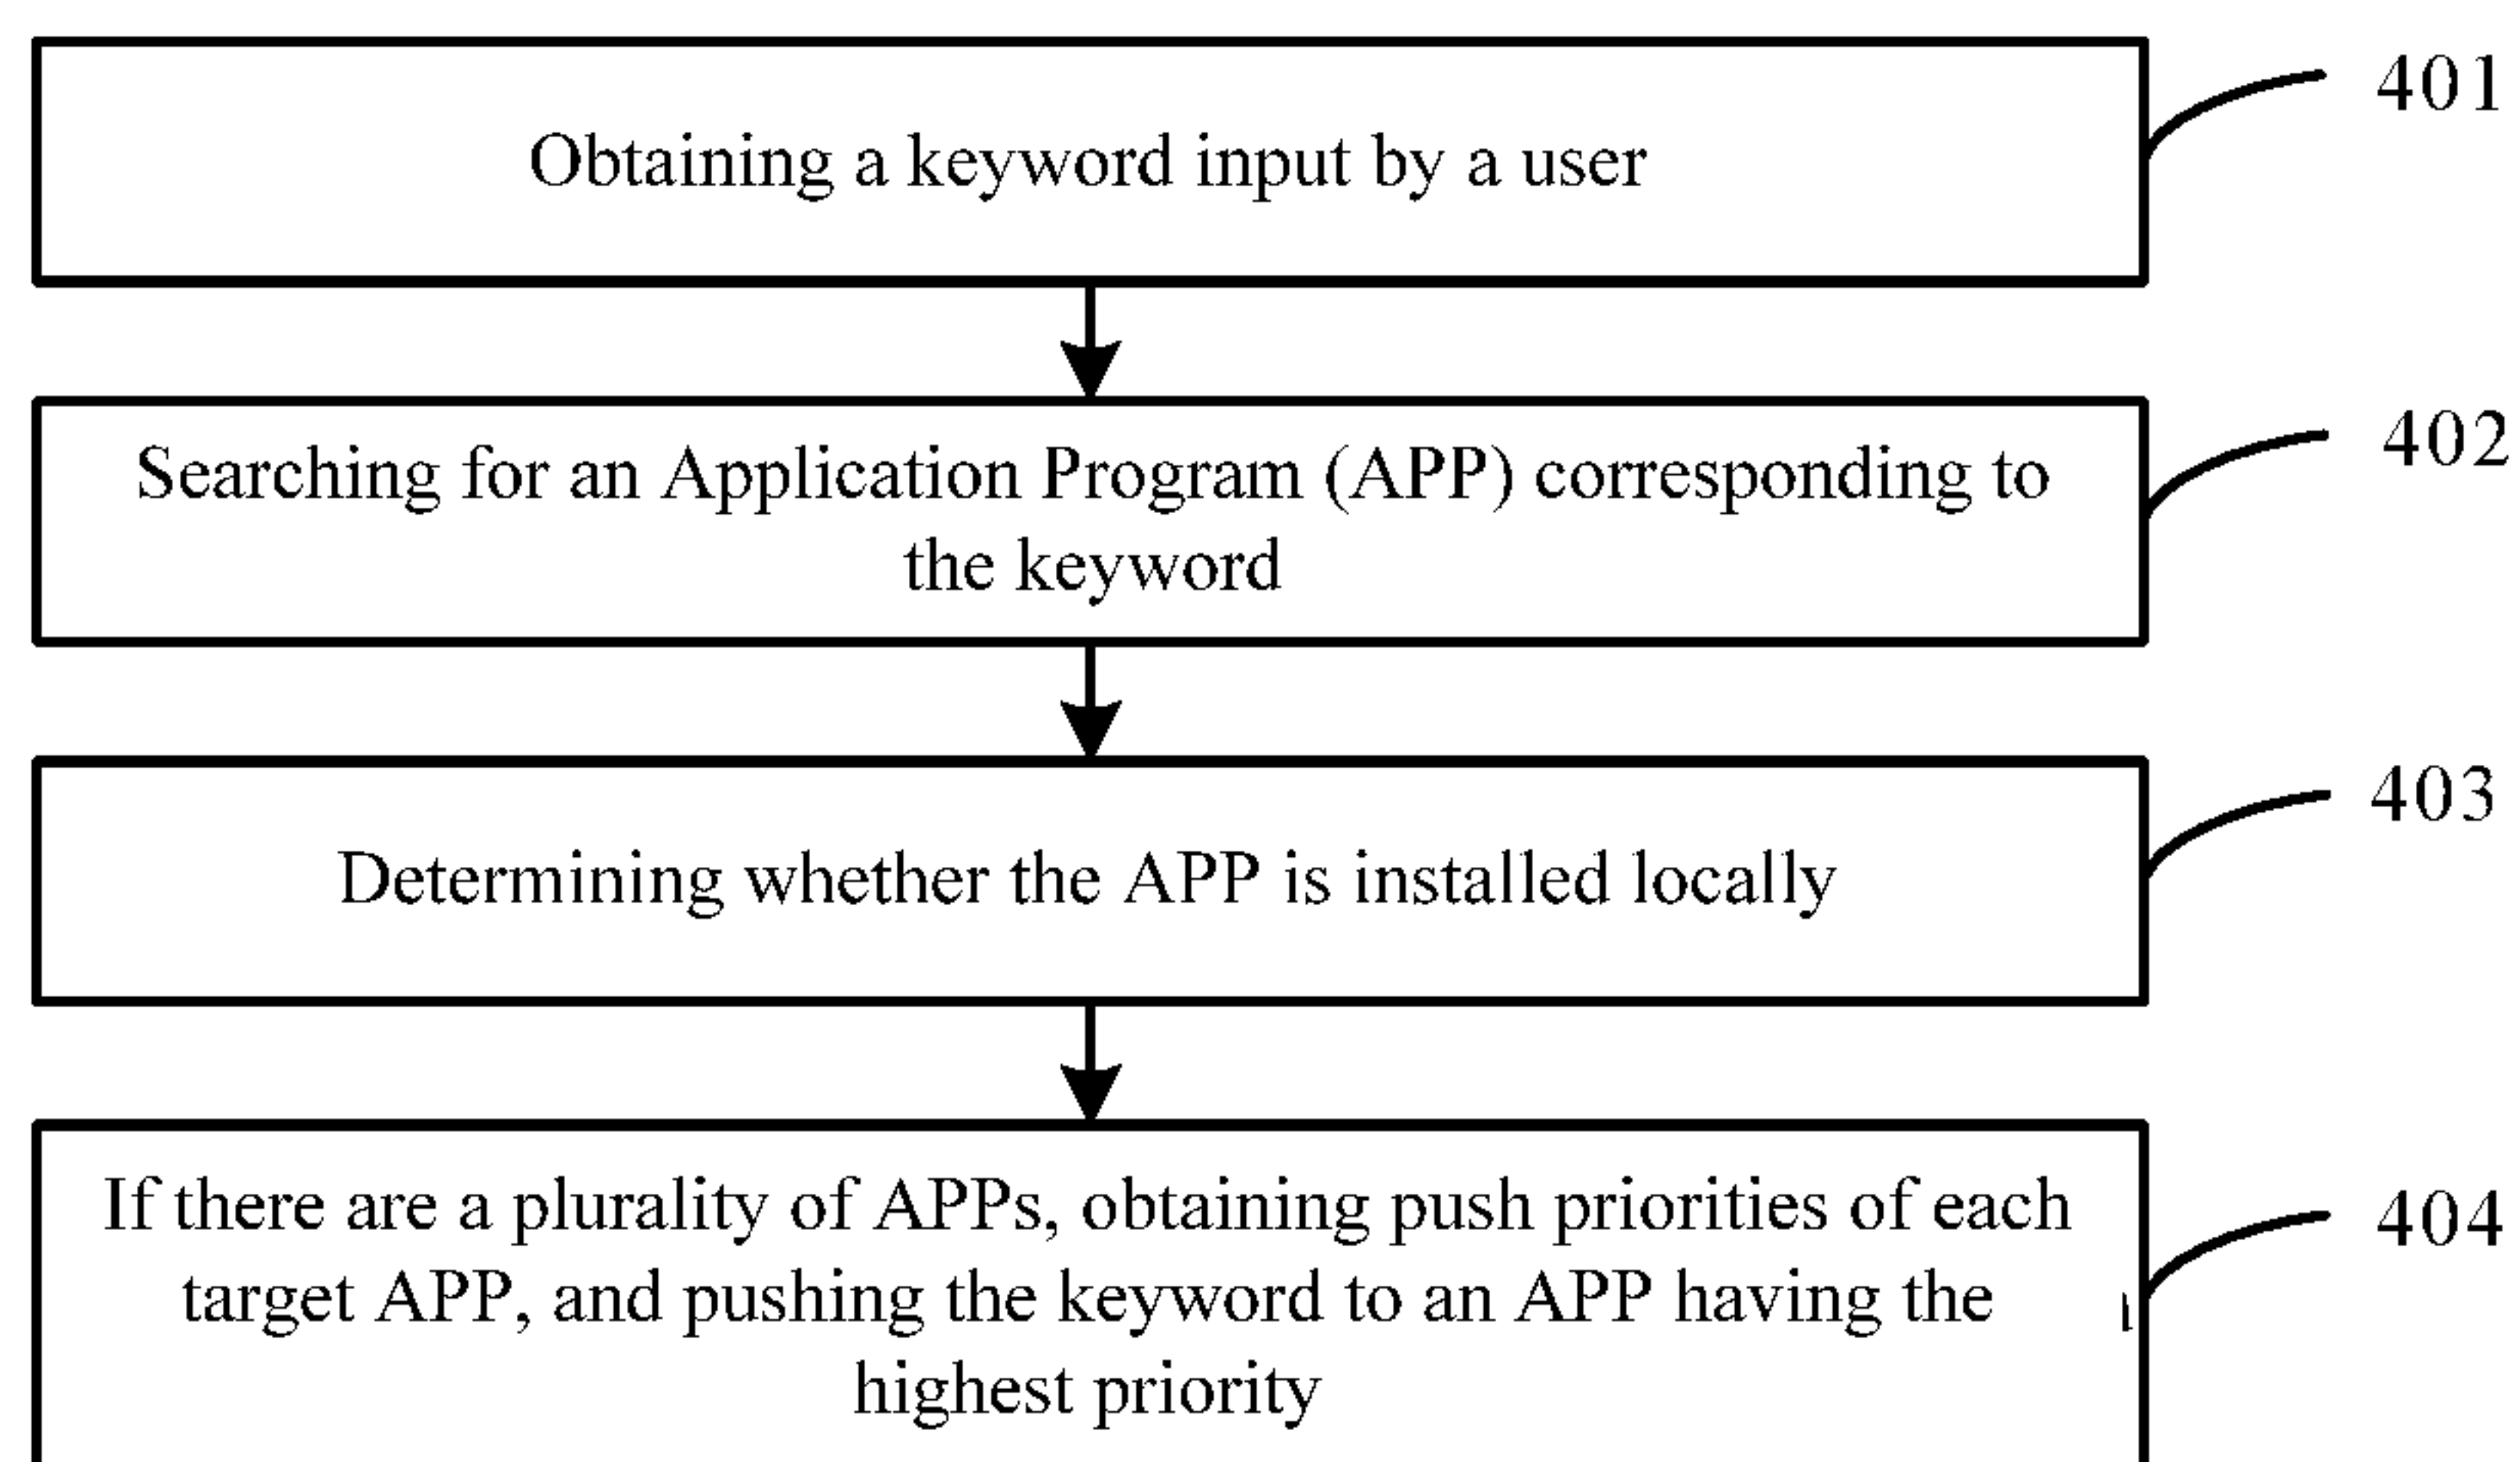 Obtaining a keyword input by a user
401
Searching for an Application Program (APP) corresponding to
the keyword
402
Determining whether the APP is installed locally
403
If there are a plurality of APPs, obtaining push priorities of each
target APP, and pushing the keyword to an APP having the
highest priority
404